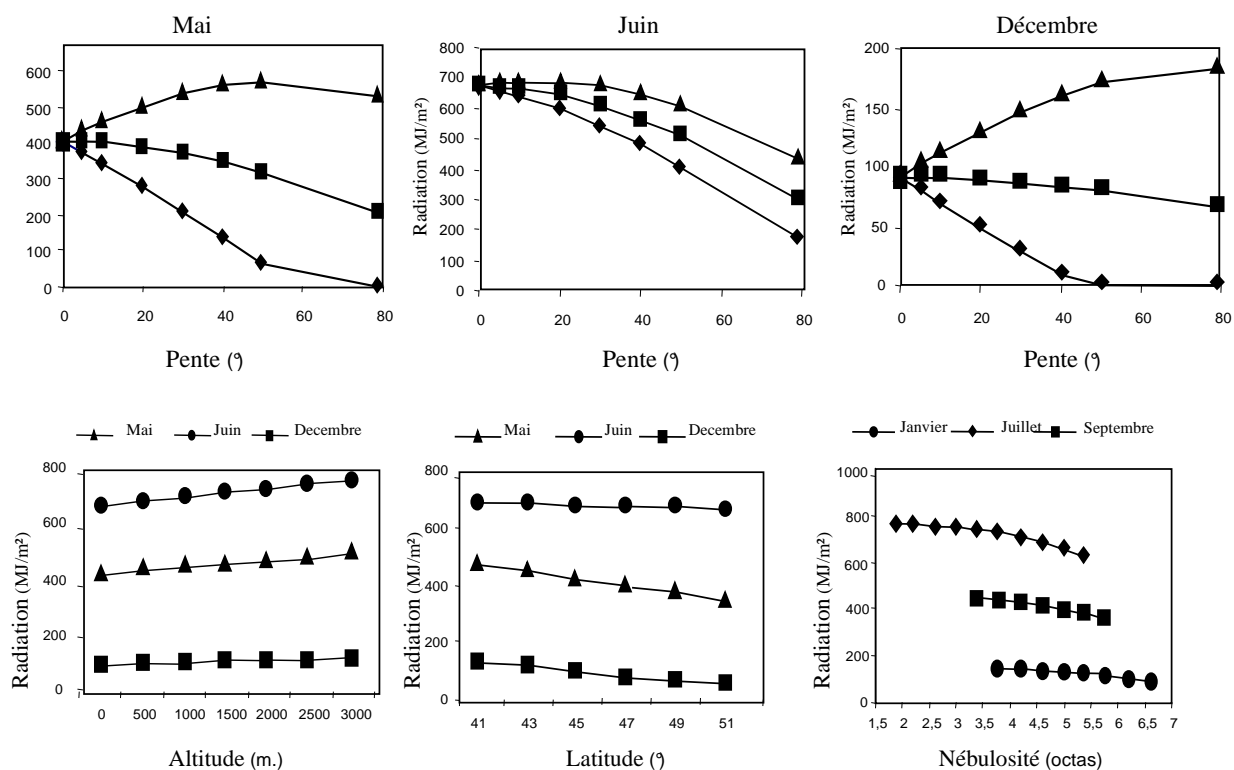 Mai
Juin
Décembre
600
500
400
300
200
100
0
0 20 40 60 80
Pente (°)
Radiation (MJ/m²)
800
700
600
500
400
300
200
100
0
0 20 40 60 80
Pente (°)
Radiation (MJ/m²)
200
150
100
50
0
0 20 40 60 80
Pente (°)
Mai Juin Decembre
Radiation (MJ/m²)
800
600
400
200
0
0 500 1000 1500 2000 2500 3000
Altitude (m.)
Mai Juin Decembre
Radiation (MJ/m²)
800
600
400
200
0
41 43 45 47 49 51
Latitude (°)
Janvier Juillet Septembre
Radiation (MJ/m²)
1000
800
600
400
200
0
1,5 2 2,5 3 3,5 4 4,5 5 5,5 6 6,5 7
Nébulosité (octas)